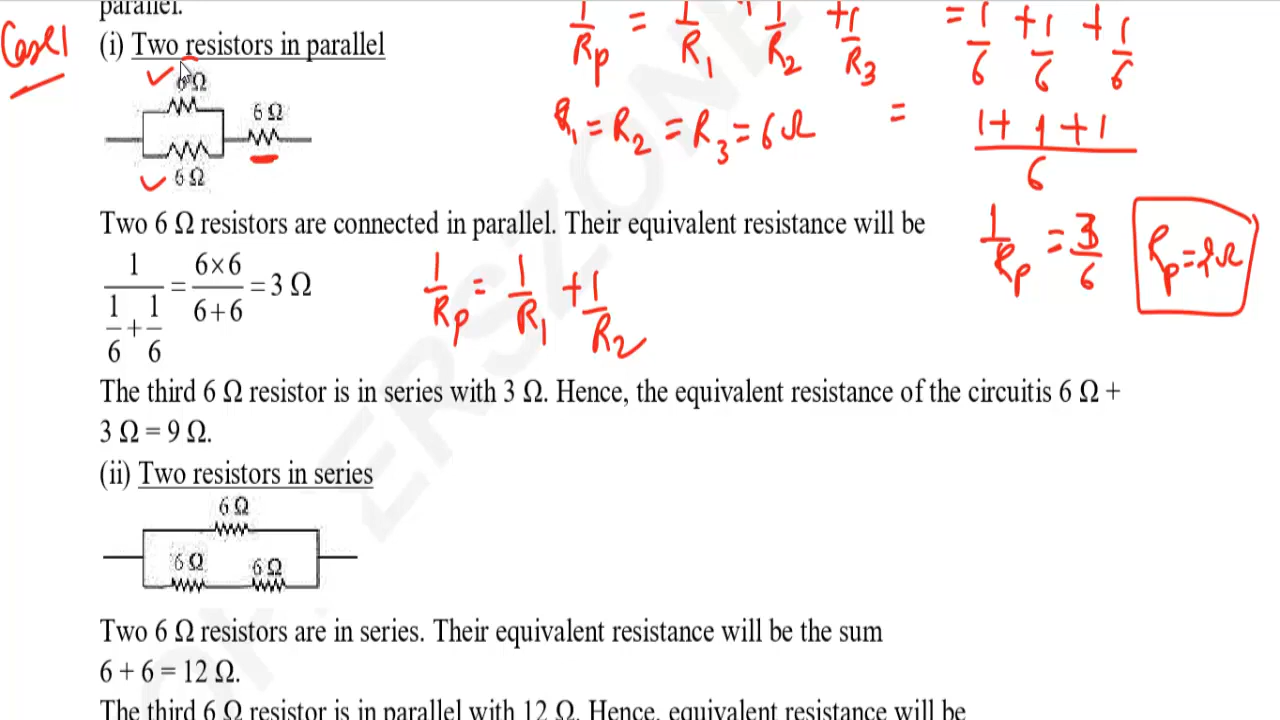 parallel.
Case1
(i) Two resistors in parallel
6 Ω
6 Ω
6 Ω
1/Rp = 1/R1 + 1/R2 + 1/R3
= 1/6 + 1/6 + 1/6
R1 = R2 = R3 = 6Ω
= (1 + 1 + 1)/6
1/Rp = 3/6
Rp = 2Ω
Two 6 Ω resistors are connected in parallel. Their equivalent resistance will be
1/(1/6 + 1/6) = (6×6)/(6+6) = 3 Ω
1/Rp = 1/R1 + 1/R2
The third 6 Ω resistor is in series with 3 Ω. Hence, the equivalent resistance of the circuitis 6 Ω +
3 Ω = 9 Ω.
(ii) Two resistors in series
6 Ω
6 Ω 6 Ω
Two 6 Ω resistors are in series. Their equivalent resistance will be the sum
6 + 6 = 12 Ω.
The third 6 Ω resistor is in parallel with 12 Ω. Hence, equivalent resistance will be